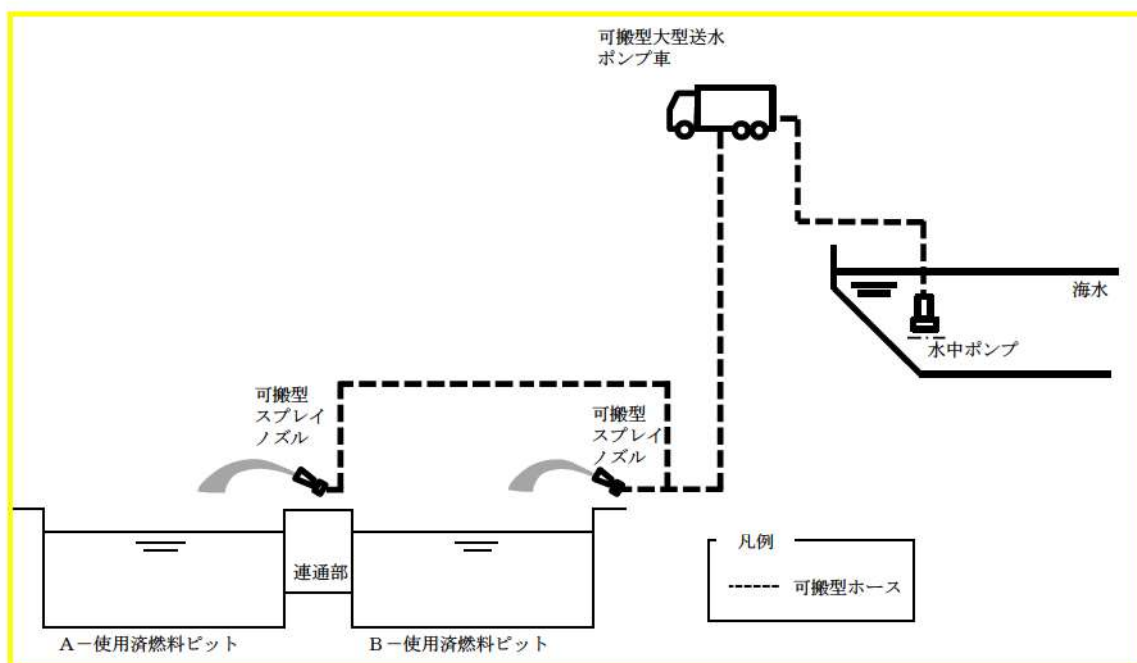 可搬型大型送水
ポンプ車
海水
水中ポンプ
可搬型
スプレイ
ノズル
可搬型
スプレイ
ノズル
連通部
凡例
可搬型ホース
A－使用済燃料ピット
B－使用済燃料ピット